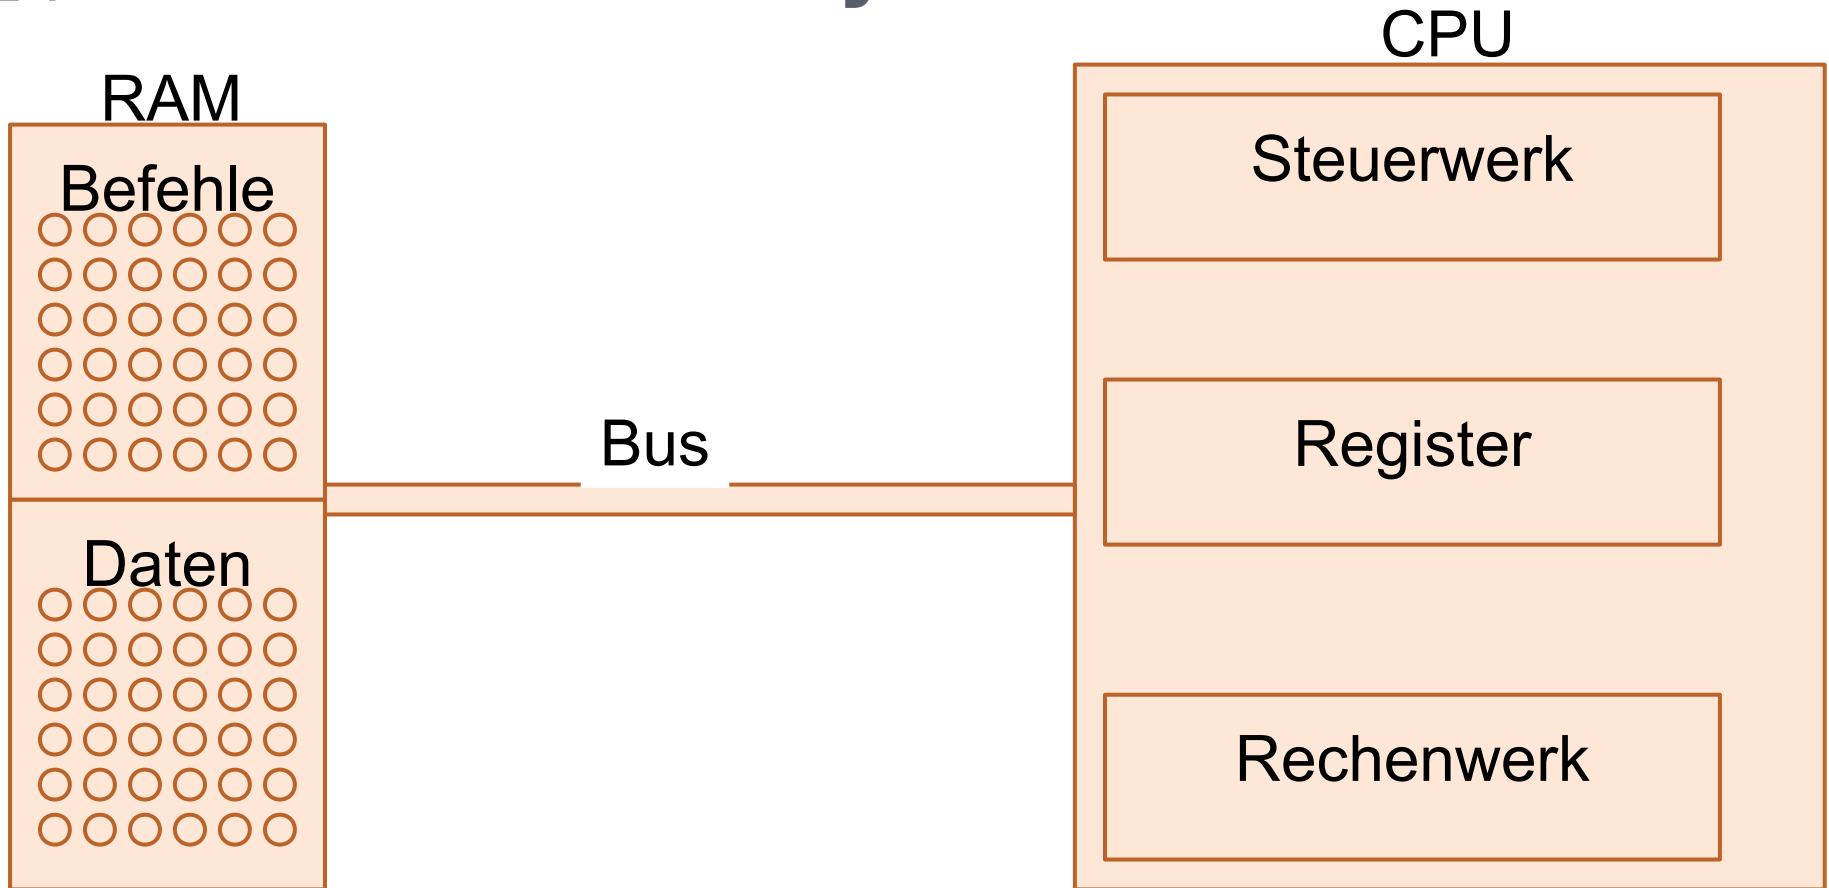 CPU
RAM
Befehle
Steuerwerk
Bus
Register
Daten
Rechenwerk